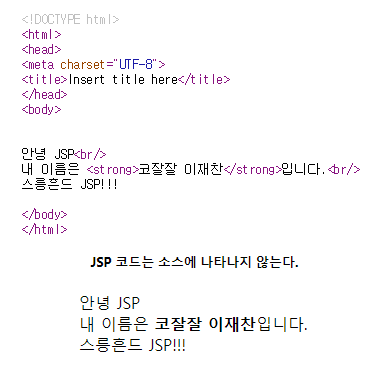 <!DOCTYPE html>
<html>
<head>
<meta charset="UTF-8">
<title>Insert title here</title>
</head>
<body>
안녕 JSP<br/>
내 이름은 <strong>코잘잘 이재찬</strong>입니다.<br/>
스릉흔드 JSP!!!
</body>
</html>
JSP 코드는 소스에 나타나지 않는다.
안녕 JSP
내 이름은 코잘잘 이재찬입니다.
스릉흔드 JSP!!!